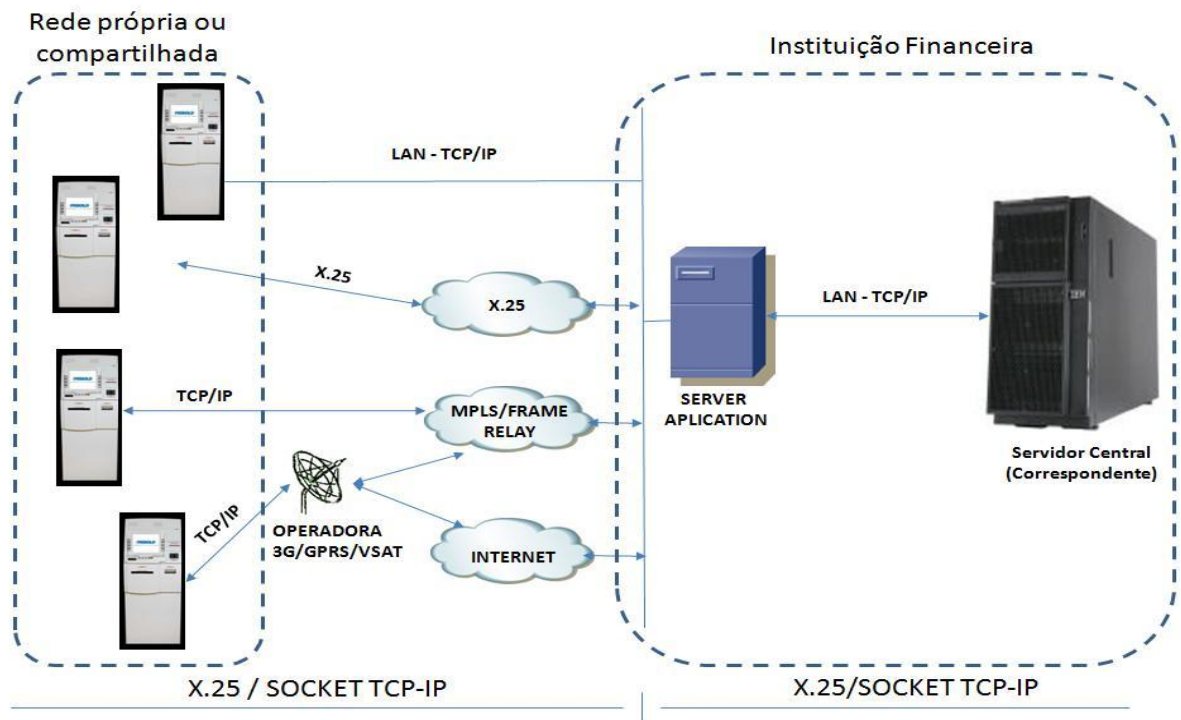 Rede própria ou
compartilhada
Instituição Financeira
LAN - TCP/IP
X.25
X.25
LAN - TCP/IP
IBM
TCP/IP
MPLS/FRAME
RELAY
SERVER
APLICATION
Servidor Central
(Correspondente)
TCP/IP
OPERADORA
3G/GPRS/VSAT
INTERNET
X.25 / SOCKET TCP-IP
X.25/SOCKET TCP-IP